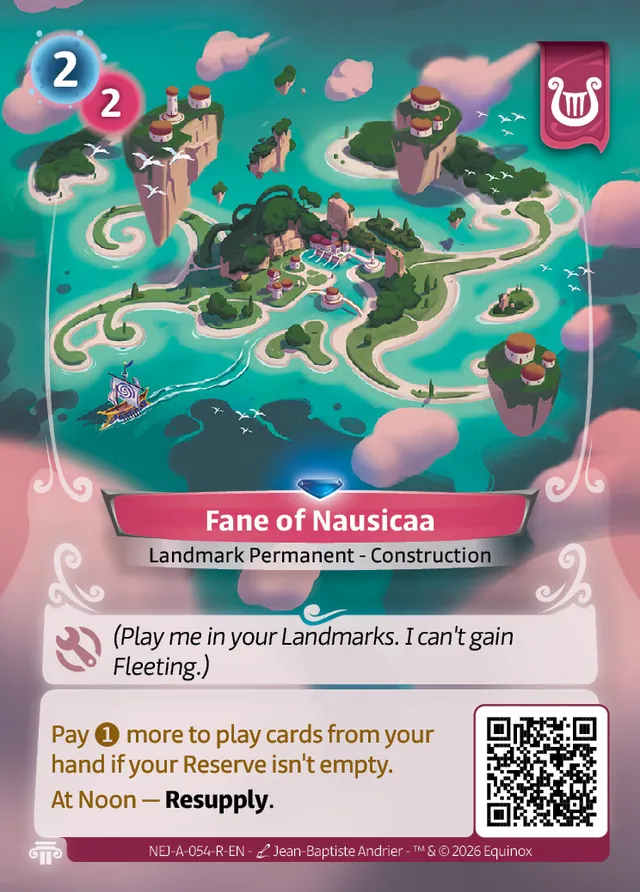 2
2
Fane of Nausicaa
Landmark Permanent - Construction
(Play me in your Landmarks. I can't gain
Fleeting.)
Pay 1 more to play cards from your
hand if your Reserve isn't empty.
At Noon — Resupply.
NEJ-A-054-R-EN - Jean-Baptiste Andrier - ™ & © 2026 Equinox